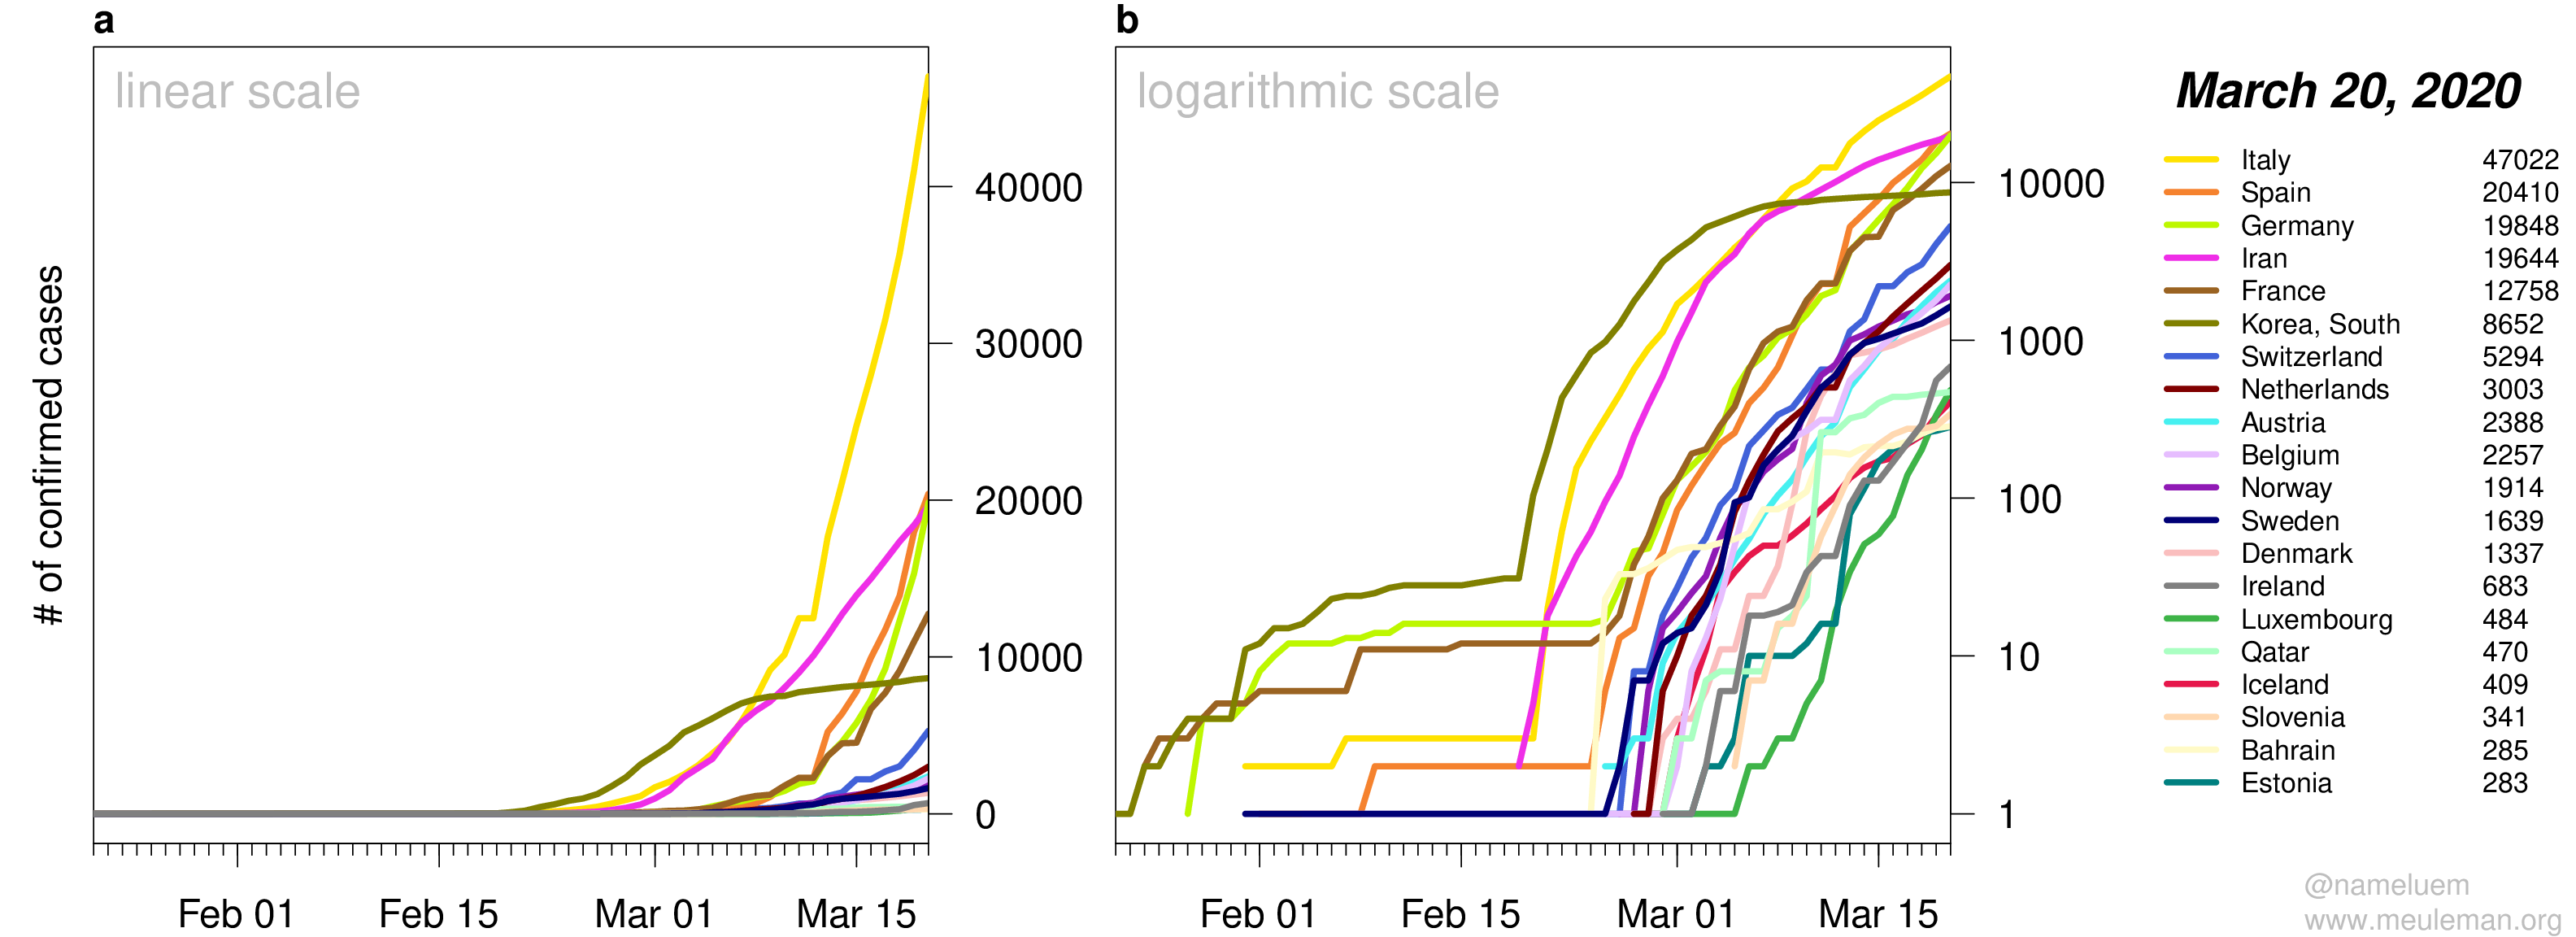 a
linear scale
# of confirmed cases
40000
30000
20000
10000
0
Feb 01 Feb 15 Mar 01 Mar 15
b
logarithmic scale
10000
1000
100
10
1
Feb 01 Feb 15 Mar 01 Mar 15
March 20, 2020
Italy 47022
Spain 20410
Germany 19848
Iran 19644
France 12758
Korea, South 8652
Switzerland 5294
Netherlands 3003
Austria 2388
Belgium 2257
Norway 1914
Sweden 1639
Denmark 1337
Ireland 683
Luxembourg 484
Qatar 470
Iceland 409
Slovenia 341
Bahrain 285
Estonia 283
@nameluem
www.meuleman.org